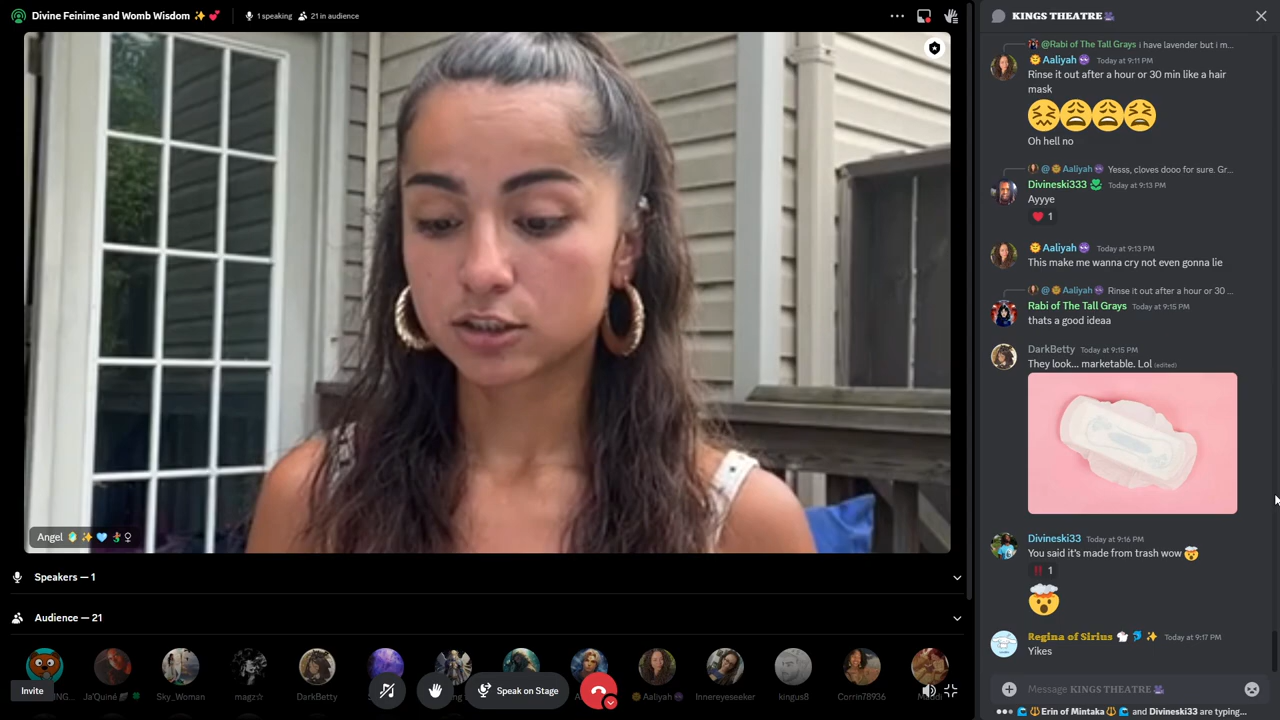 Divine Feinime and Womb Wisdom ✨ 💕
1 speaking
21 in audience
Angel
Speakers — 1
Audience — 21
Ja'Quiné
Sky_Woman
magz☆
DarkBetty
Aaliyah
Innereyeseeker
kingus8
Corrin78936
Invite
Speak on Stage
KINGS THEATRE
@Rabi of The Tall Grays i have lavender but i m...
Aaliyah Today at 9:11 PM
Rinse it out after a hour or 30 min like a hair
mask
😖😩😩😫
Oh hell no
@ Aaliyah Yesss, cloves dooo for sure. Gr...
Divineski333 Today at 9:13 PM
Ayyye
❤️ 1
Aaliyah Today at 9:13 PM
This make me wanna cry not even gonna lie
@ Aaliyah Rinse it out after a hour or 30 ...
Rabi of The Tall Grays Today at 9:15 PM
thats a good ideaa
DarkBetty Today at 9:15 PM
They look... marketable. Lol (edited)
Divineski33 Today at 9:16 PM
You said it's made from trash wow 🤯
‼️ 1
🤯
Regina of Sirius Today at 9:17 PM
Yikes
Message KINGS THEATRE
Erin of Mintaka and Divineski33 are typing...